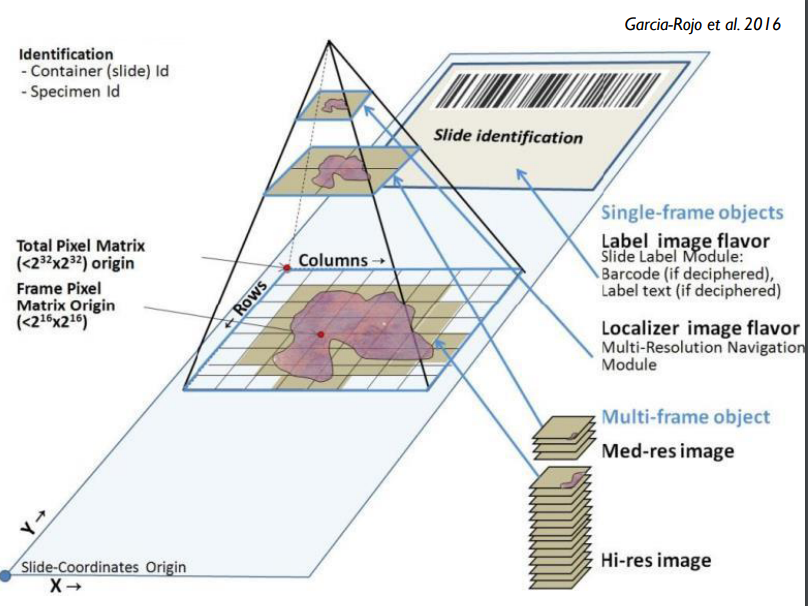 Garcia-Rojo et al. 2016
Identification
- Container (slide) Id
- Specimen Id
Slide identification
Single-frame objects
Label image flavor
Slide Label Module:
Barcode (if deciphered),
Label text (if deciphered)
Total Pixel Matrix
(<2³²x2³²) origin
Columns →
Frame Pixel
Matrix Origin
(<2¹⁶x2¹⁶)
← Rows
Localizer image flavor
Multi-Resolution Navigation
Module
Multi-frame object
Med-res image
Hi-res image
Y →
Slide-Coordinates Origin
X →